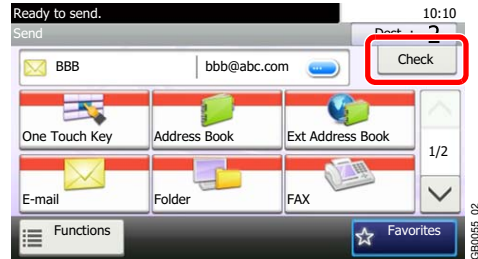 Ready to send. 10:10
Send Dest.: 2
BBB bbb@abc.com Check
One Touch Key Address Book Ext Address Book
1/2
E-mail Folder FAX
Functions Favorites
GB0055_02